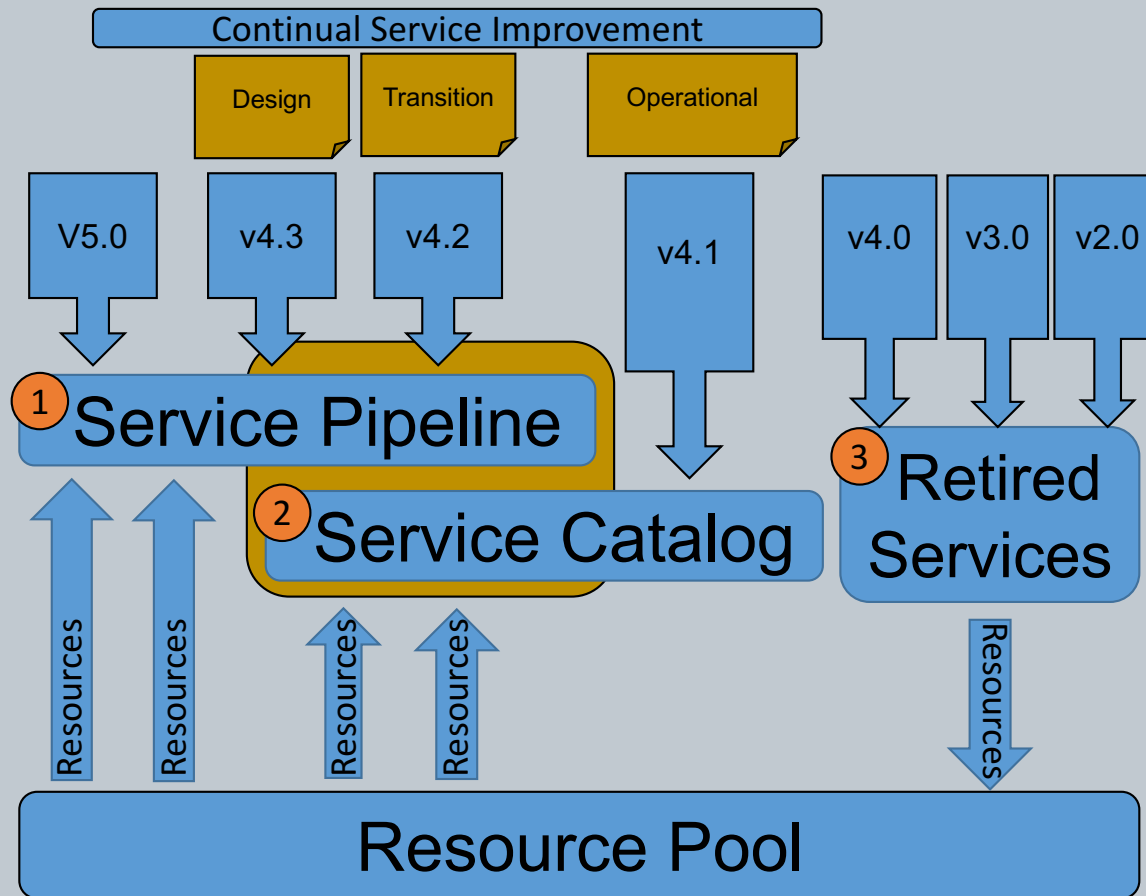 Continual Service Improvement
Design
Transition
Operational
V5.0
v4.3
v4.2
v4.1
v4.0
v3.0
v2.0
1
Service Pipeline
2
Service Catalog
3
Retired
Services
Resources
Resources
Resources
Resources
Resources
Resource Pool